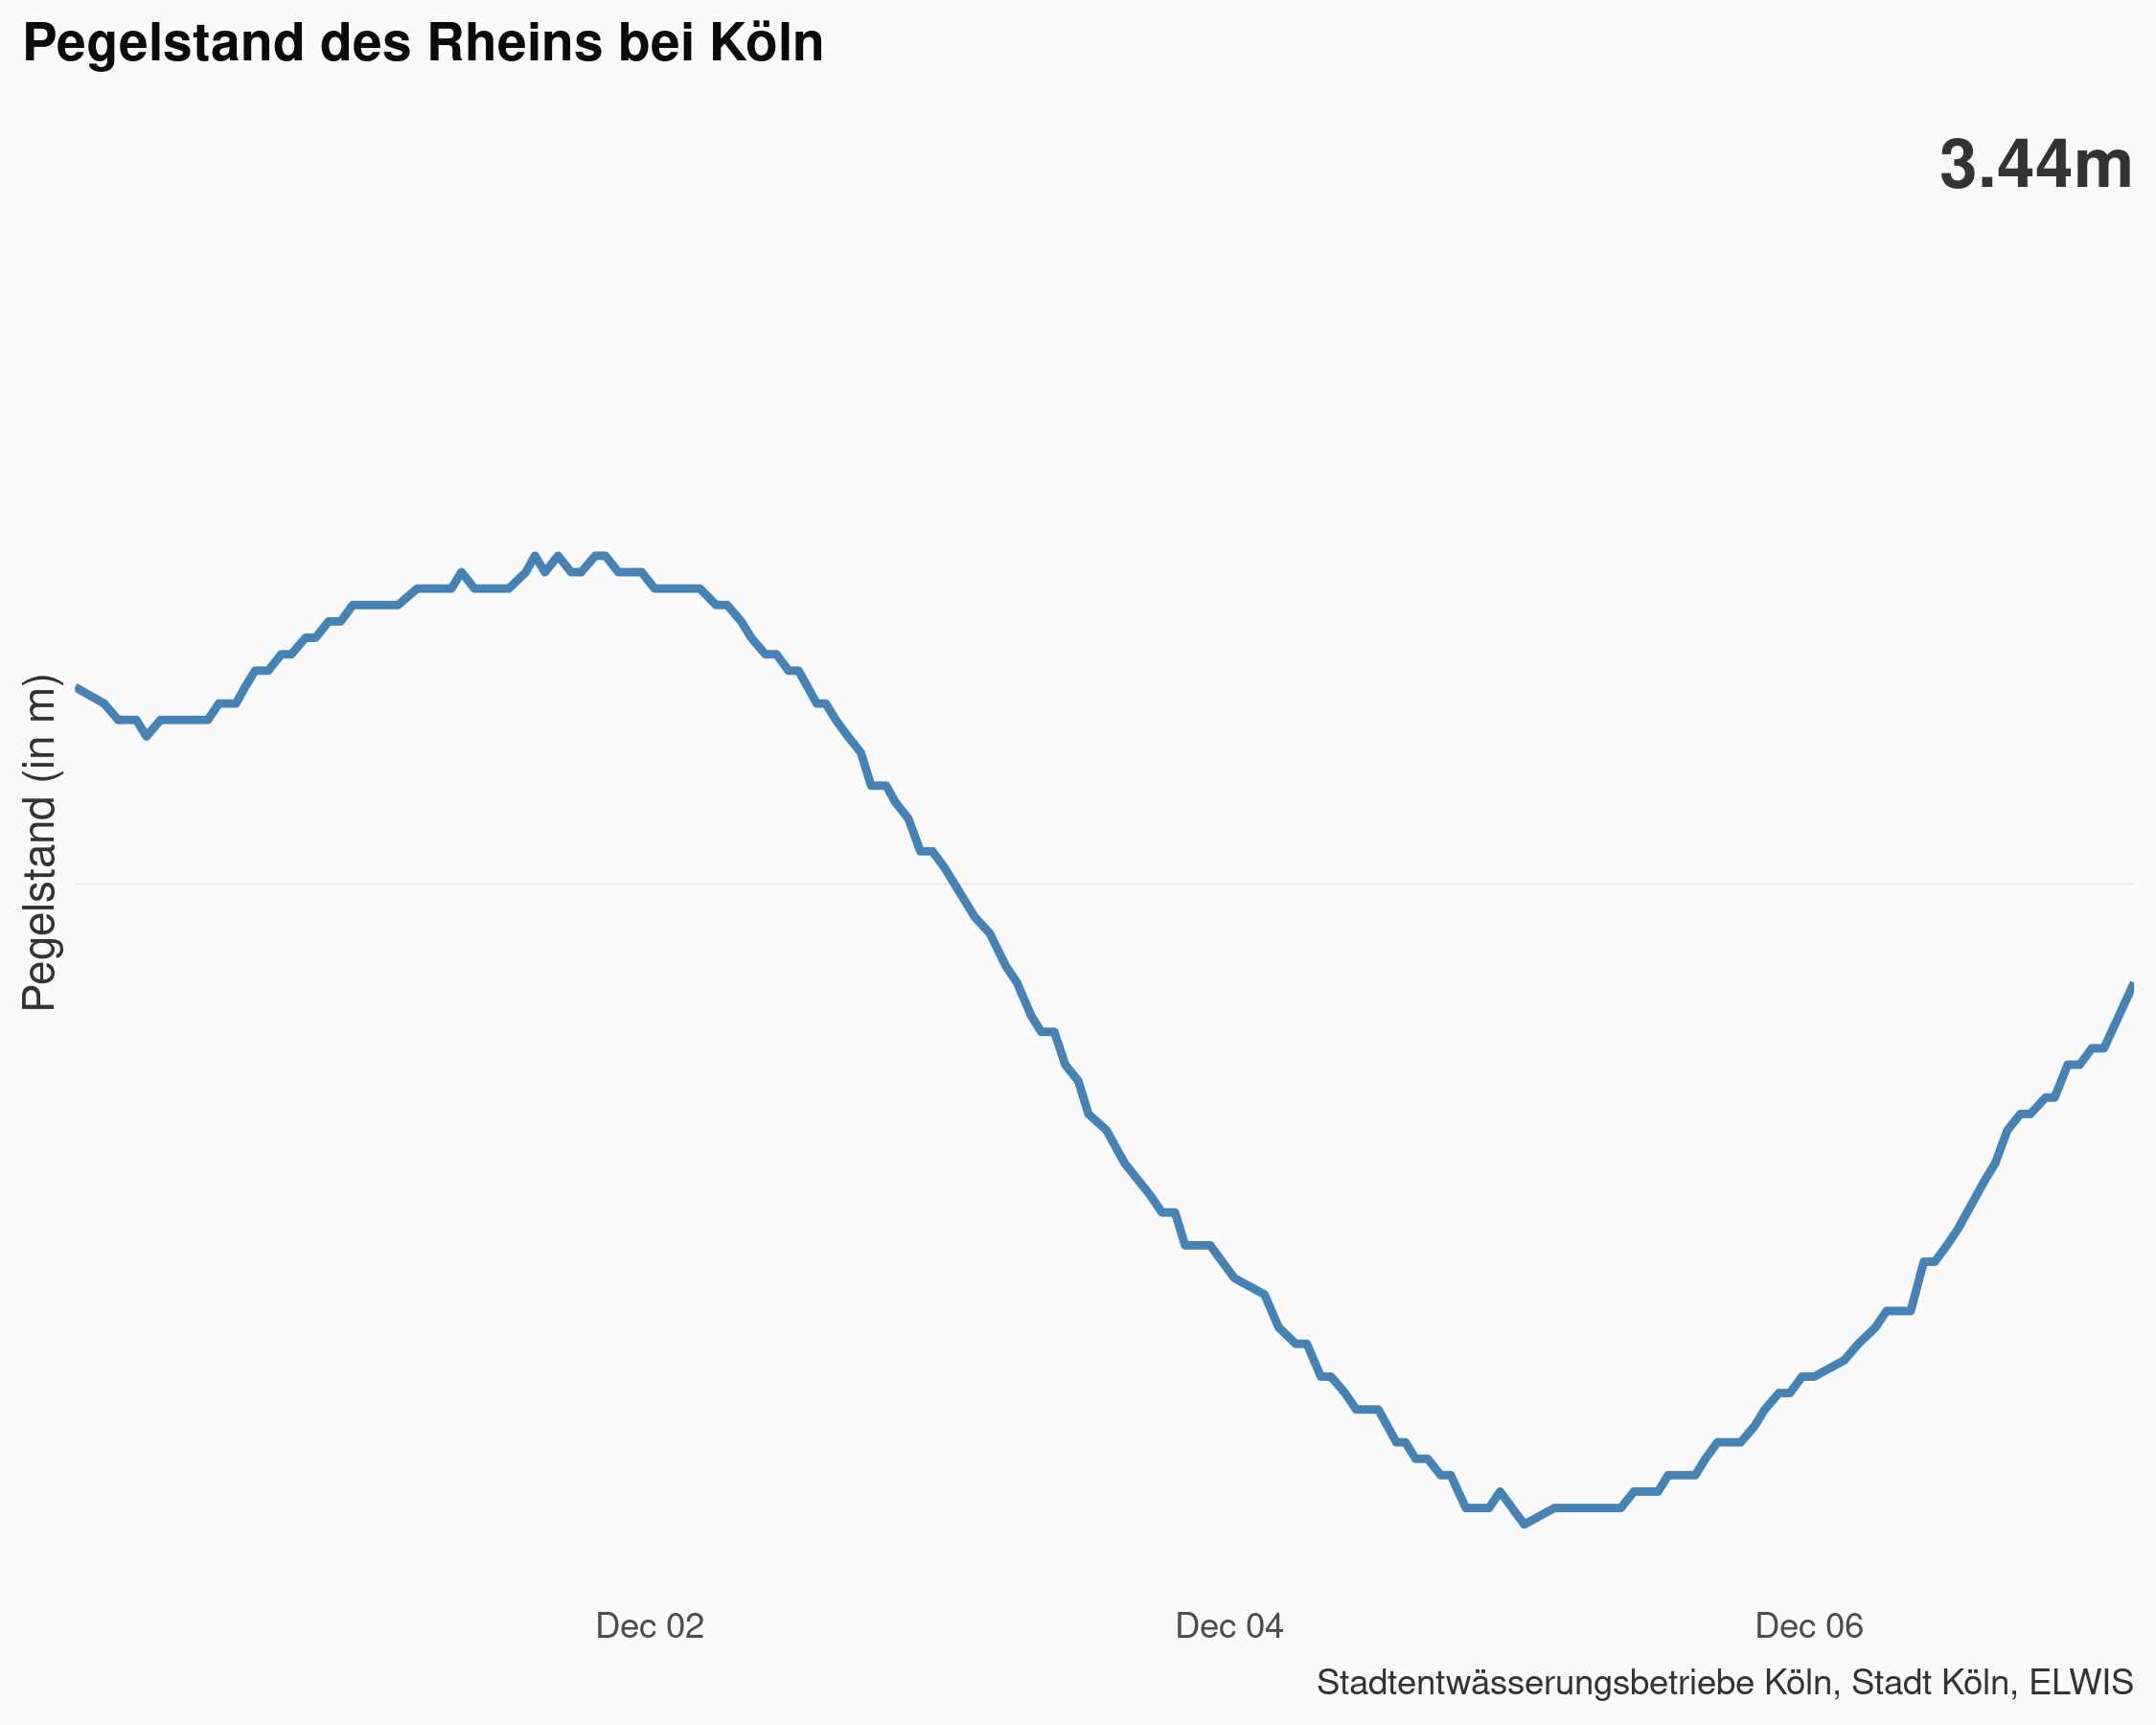 Pegelstand des Rheins bei Köln
3.44m
Pegelstand (in m)
Dec 02
Dec 04
Dec 06
Stadtentwässerungsbetriebe Köln, Stadt Köln, ELWIS